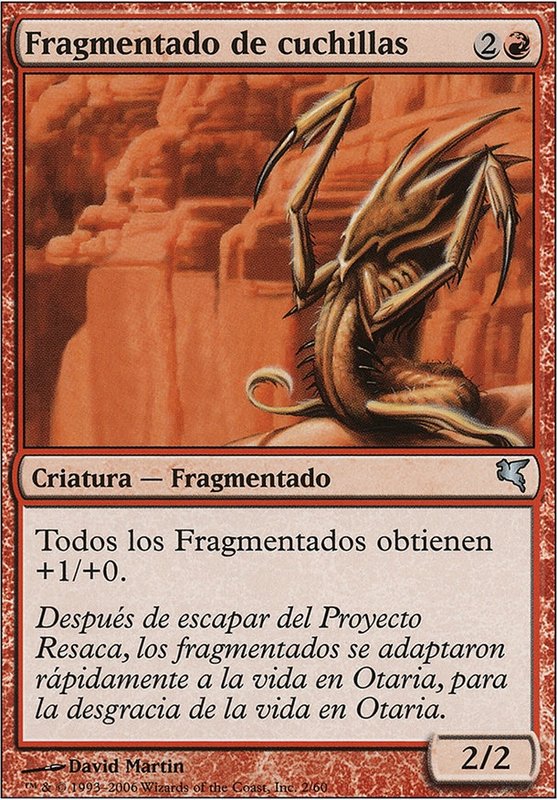 Fragmentado de cuchillas 2
Criatura — Fragmentado
Todos los Fragmentados obtienen
+1/+0.
Después de escapar del Proyecto
Resaca, los fragmentados se adaptaron
rápidamente a la vida en Otaria, para
la desgracia de la vida en Otaria.
David Martin
2/2
™ & © 1993-2006 Wizards of the Coast, Inc. 2/60